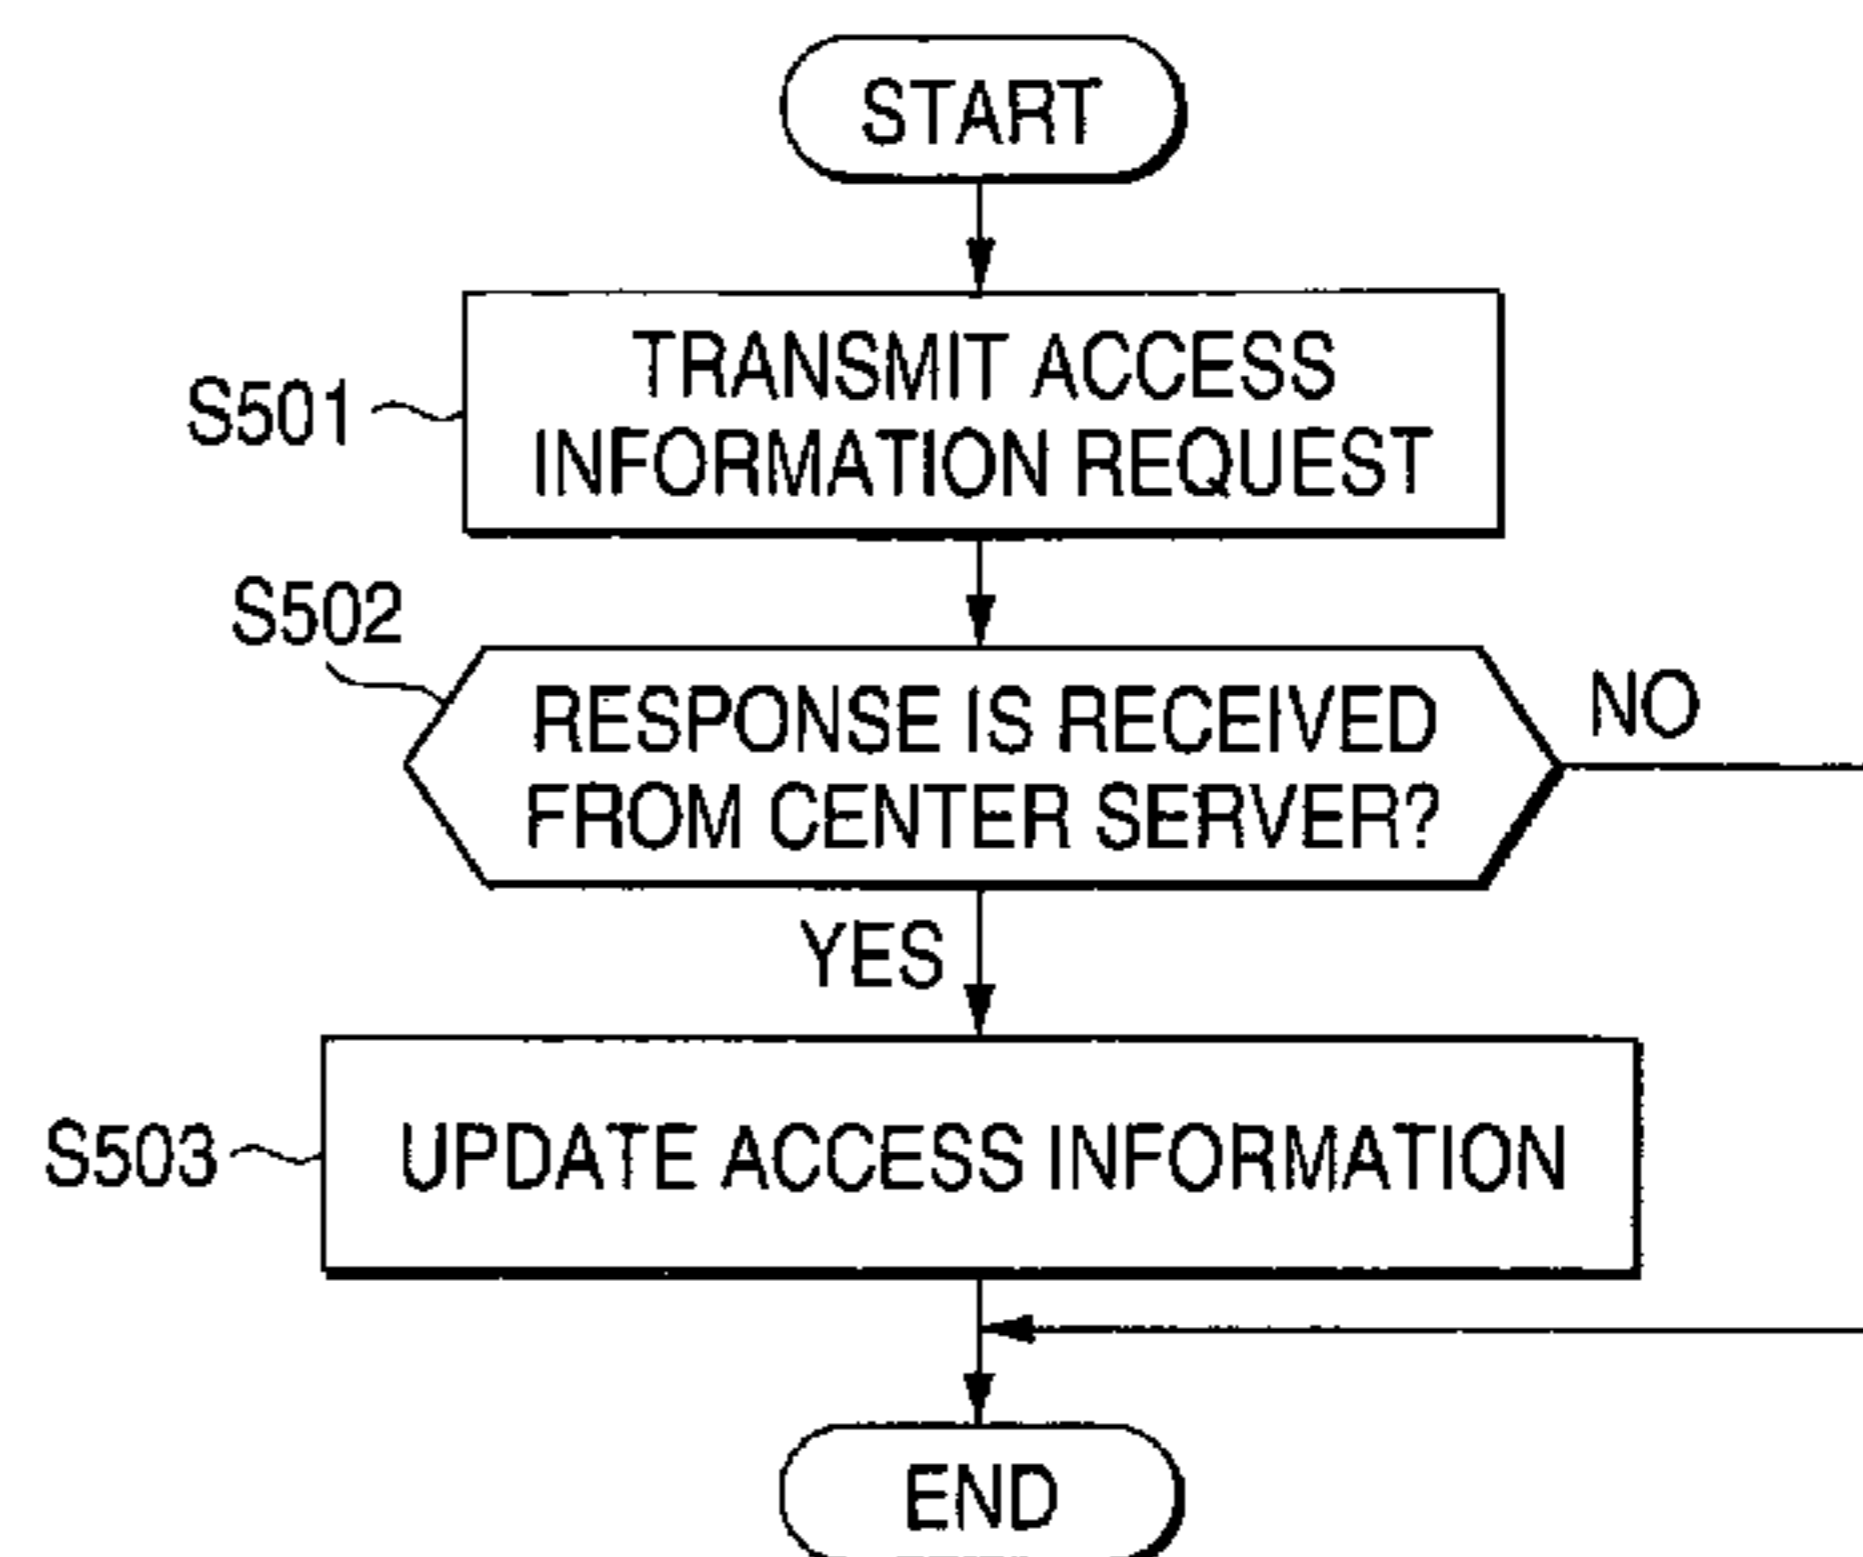 START
S501
TRANSMIT ACCESS
INFORMATION REQUEST
S502
RESPONSE IS RECEIVED
FROM CENTER SERVER?
NO
YES
S503
UPDATE ACCESS INFORMATION
END